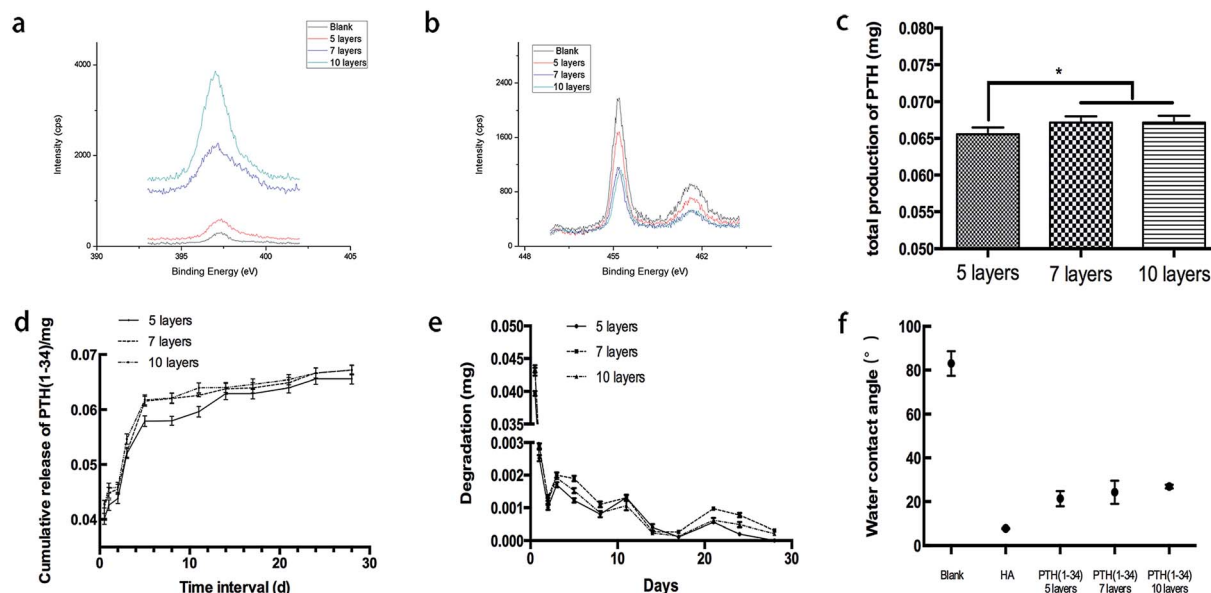 a
Blank
5 layers
7 layers
10 layers
4000
2000
0
Intensity (cps)
390
395
400
405
Binding Energy (eV)
b
Blank
5 layers
7 layers
10 layers
2400
1600
800
0
Intensity (cps)
448
455
462
Binding Energy (eV)
c
0.080
0.075
0.070
0.065
0.060
0.055
0.050
total production of PTH (mg)
*
5 layers
7 layers
10 layers
d
5 layers
7 layers
10 layers
0.07
0.06
0.05
0.04
Cumulative release of PTH(1-34)/mg
0
10
20
30
Time interval (d)
e
5 layers
7 layers
10 layers
0.050
0.045
0.040
0.035
0.003
0.002
0.001
0.000
Degradation (mg)
0
10
20
30
Days
f
100
80
60
40
20
0
Water contact angle (°)
Blank
HA
PTH(1-34)
5 layers
PTH(1-34)
7 layers
PTH(1-34)
10 layers